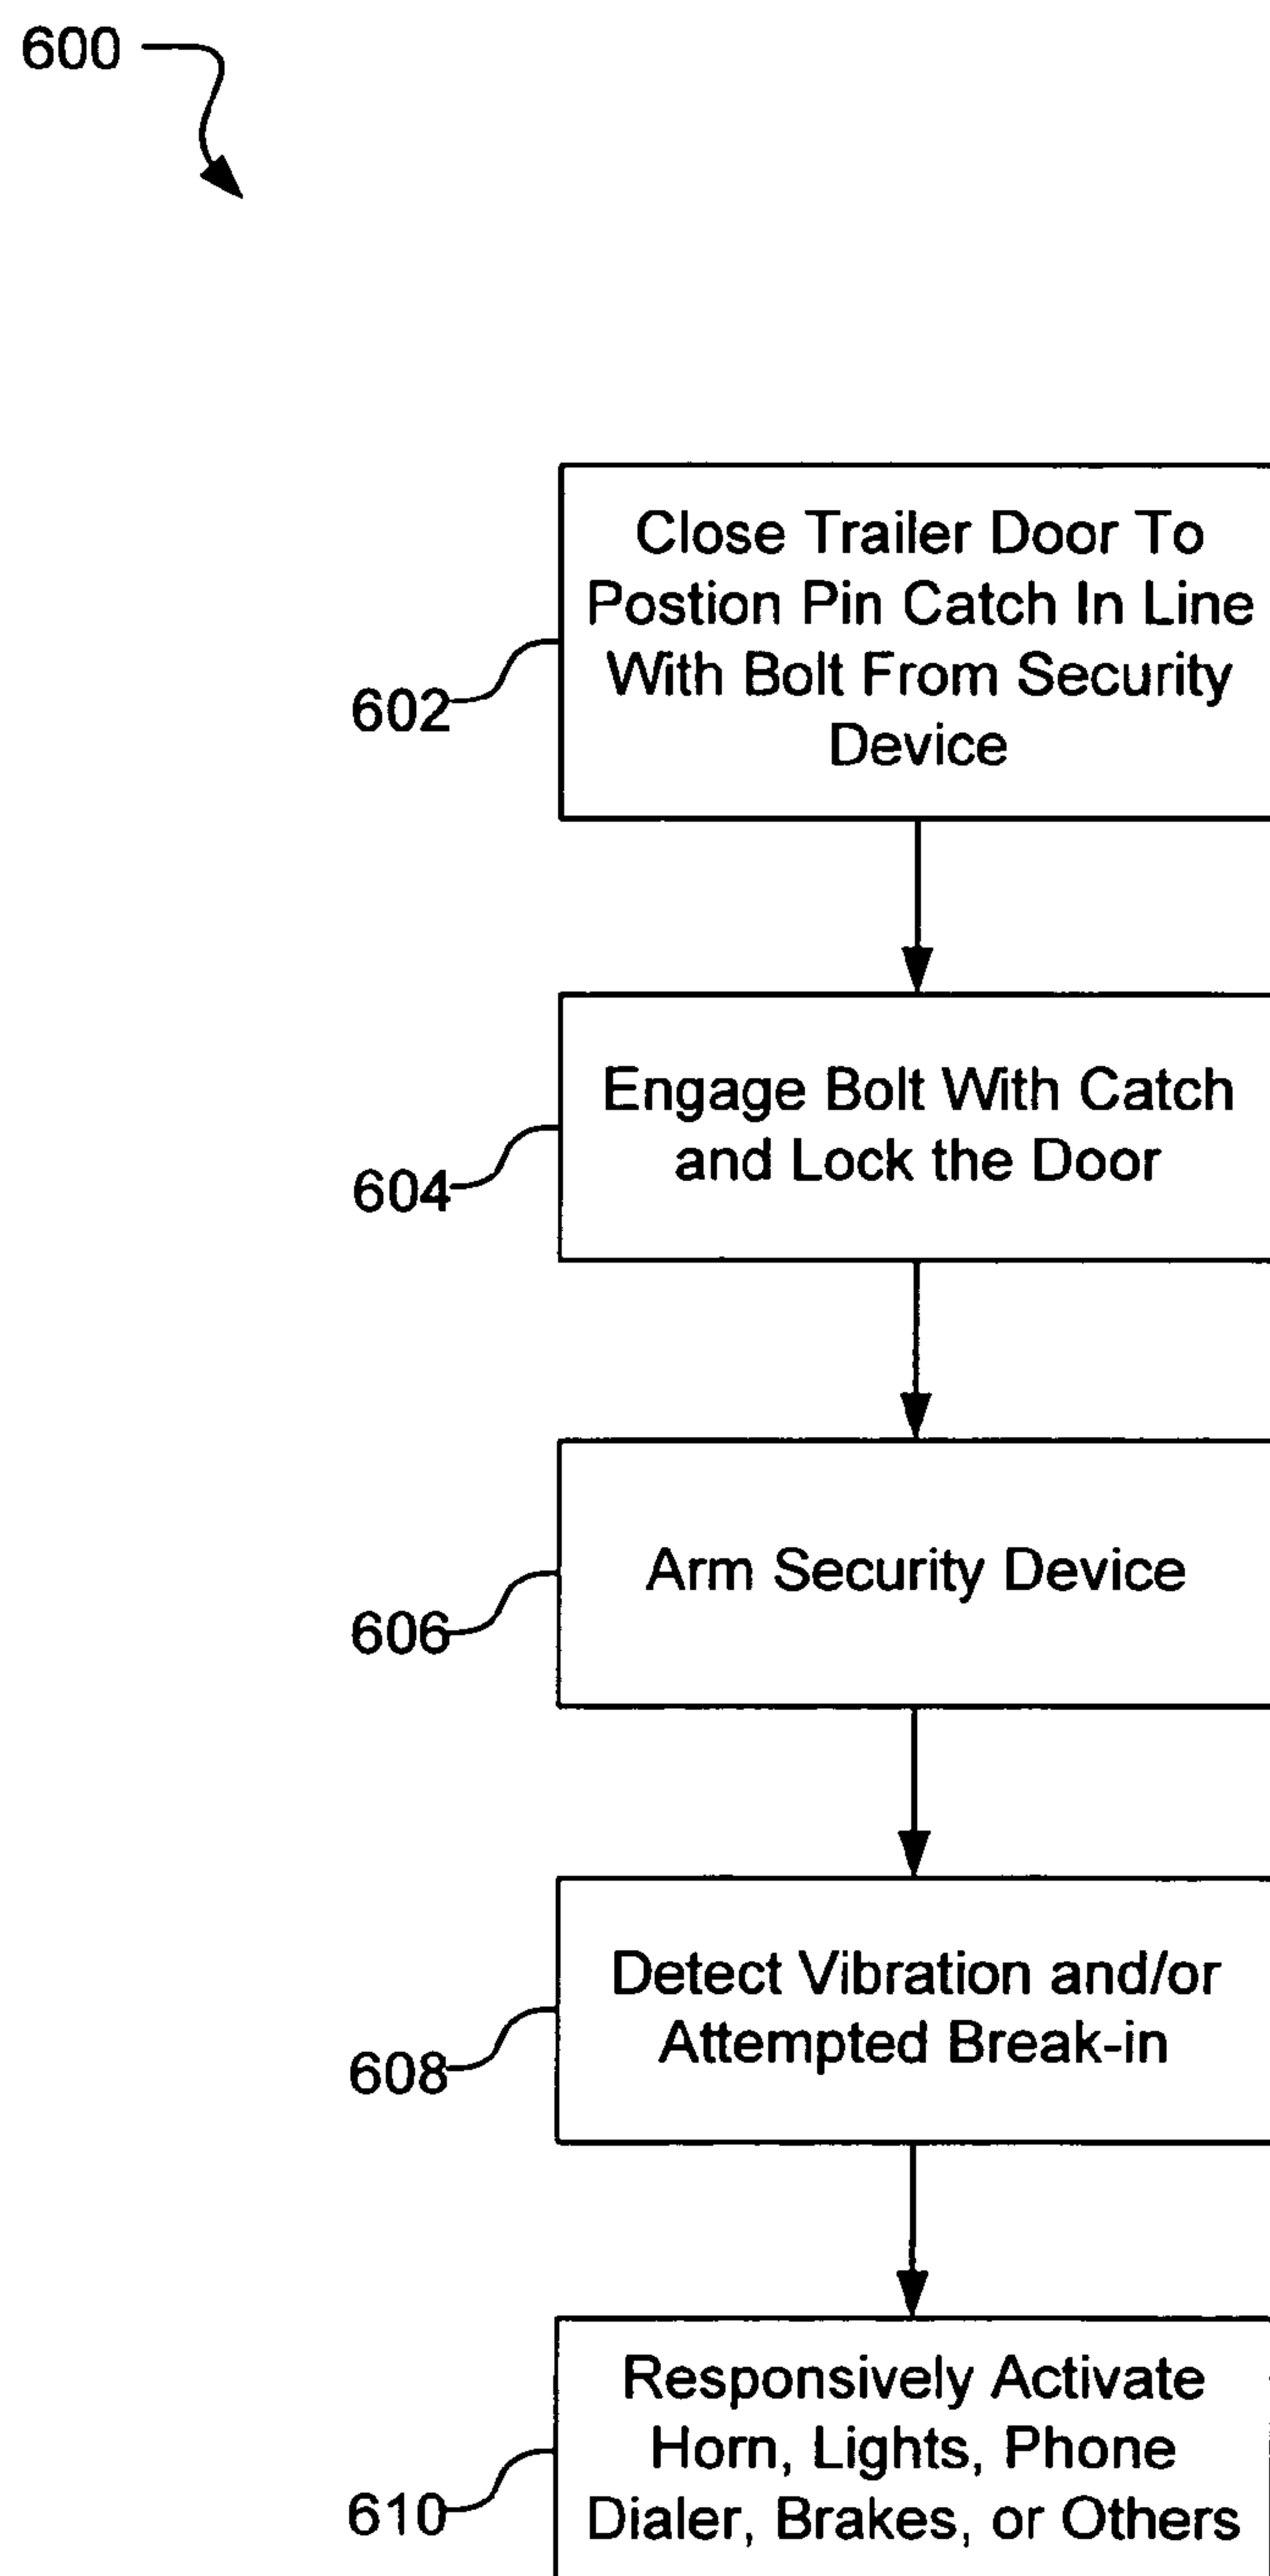 600
Close Trailer Door To
Postion Pin Catch In Line
With Bolt From Security
Device
602
Engage Bolt With Catch
and Lock the Door
604
Arm Security Device
606
Detect Vibration and/or
Attempted Break-in
608
Responsively Activate
Horn, Lights, Phone
Dialer, Brakes, or Others
610